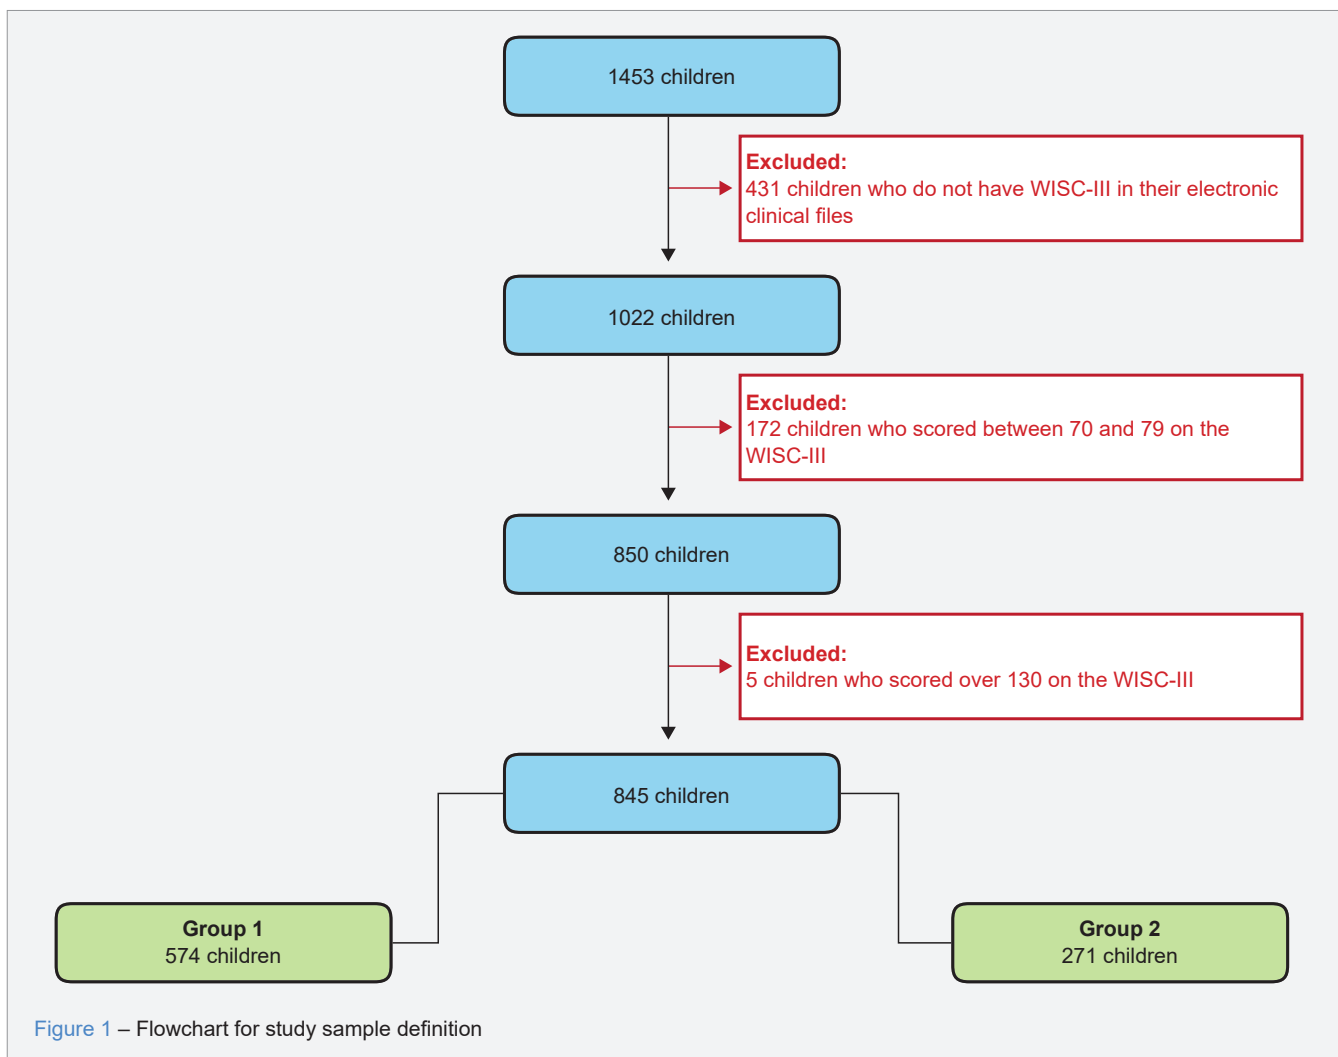 1453 children
Excluded:
431 children who do not have WISC-III in their electronic
clinical files
1022 children
Excluded:
172 children who scored between 70 and 79 on the
WISC-III
850 children
Excluded:
5 children who scored over 130 on the WISC-III
845 children
Group 1
574 children
Group 2
271 children
Figure 1 – Flowchart for study sample definition